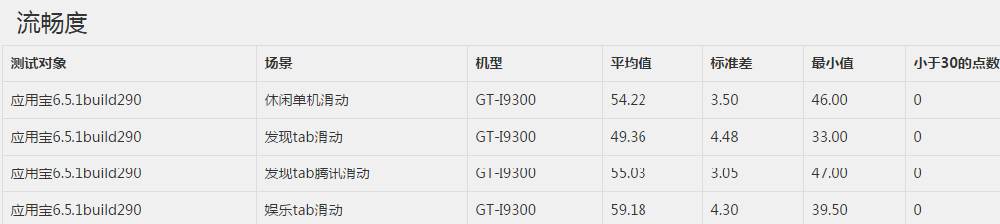 流畅度
测试对象 场景 机型 平均值 标准差 最小值 小于30的点数
应用宝6.5.1build290 休闲单机滑动 GT-I9300 54.22 3.50 46.00 0
应用宝6.5.1build290 发现tab滑动 GT-I9300 49.36 4.48 33.00 0
应用宝6.5.1build290 发现tab腾讯滑动 GT-I9300 55.03 3.05 47.00 0
应用宝6.5.1build290 娱乐tab滑动 GT-I9300 59.18 4.30 39.50 0